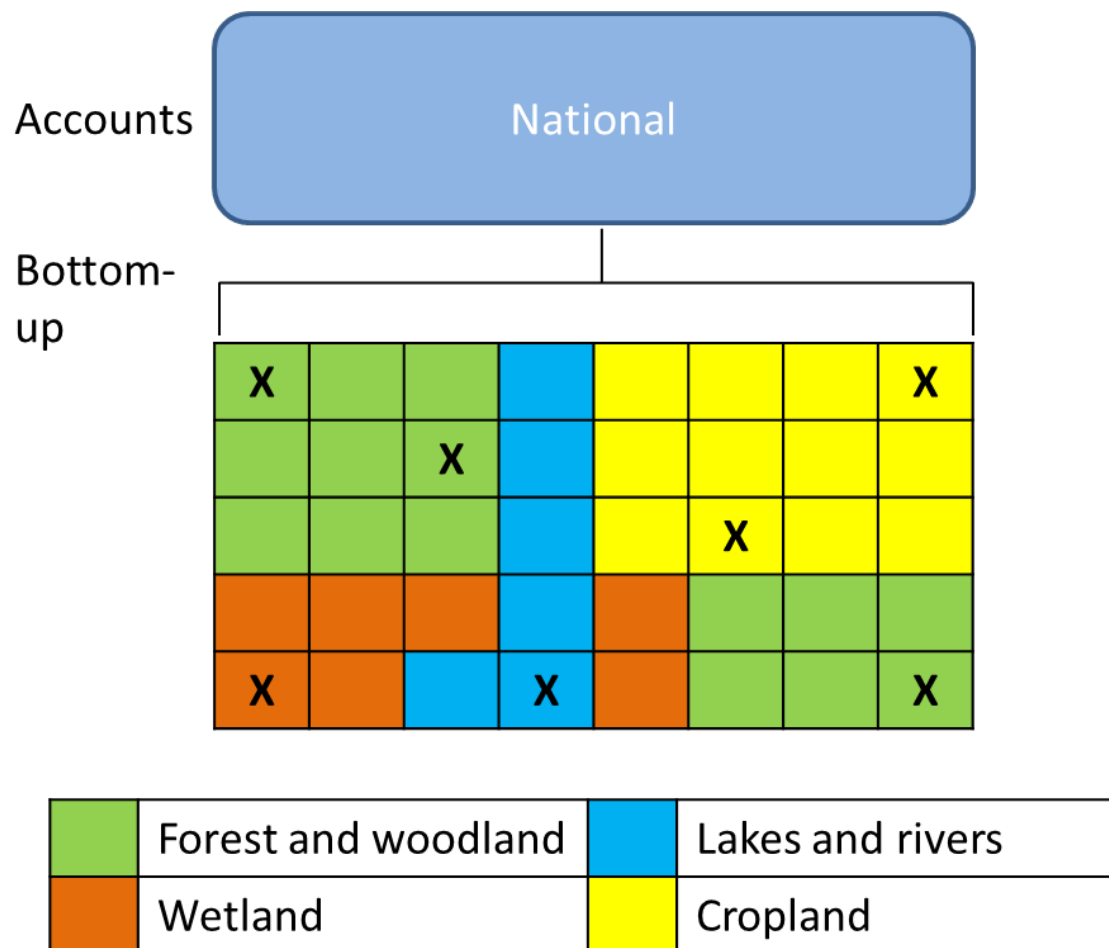 National
Accounts
Bottom-
up
X X
X
X
X X X
Forest and woodland Lakes and rivers
Wetland Cropland